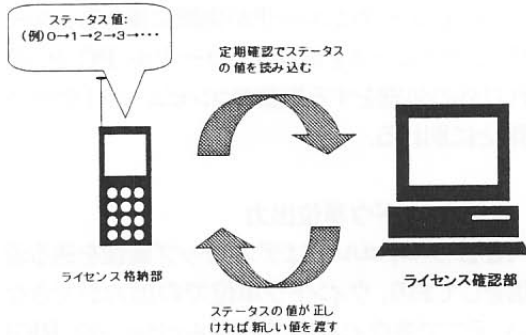 ステータス値:
(例)0→1→2→3→・・・
定期確認でステータス
の値を読み込む
ライセンス格納部
ライセンス確認部
ステータスの値が正し
ければ新しい値を渡す